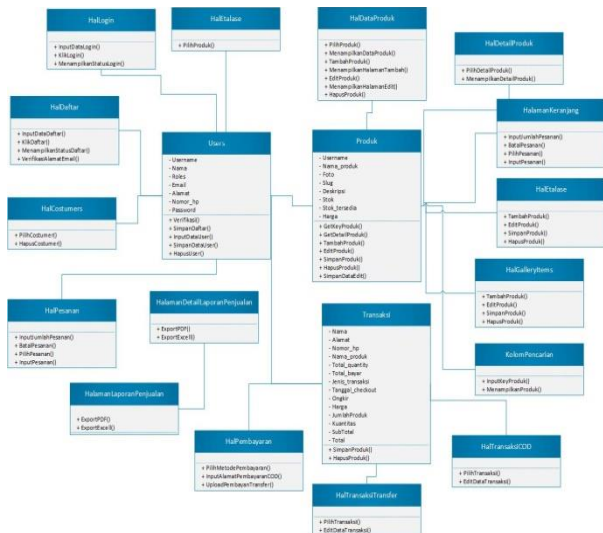 HalLogin
+ InputDataLogin()
+ KlikLogin()
+ MenampilkanStatusLogin()
HalEtalase
+ PilihProduk()
HalDataProduk
+ PilihProduk()
+ MenampilkanDataProduk()
+ TambahProduk()
+ MenampilkanHalamanTambah()
+ EditProduk()
+ MenampilkanHalamanEdit()
+ HapusProduk()
HalDetailProduk
+ PilihDetailProduk()
+ MenampilkanDetailProduk()
HalDaftar
+ InputDataDaftar()
+ KlikDaftar()
+ MenampilkanStatusDaftar()
+ VerifikasiAlamatEmail()
Users
- Username
- Nama
- Roles
- Email
- Alamat
- Nomor_hp
- Password
+ Verifikasi()
+ SimpanDaftar()
+ InputDataUser()
+ SimpanDataUser()
+ HapusUser()
Produk
- Username
- Nama_produk
- Foto
- Slug
- Deskripsi
- Stok
- Stok_tersedia
- Harga
+ GetKeyProduk()
+ GetDetailProduk()
+ TambahProduk()
+ EditProduk()
+ SimpanProduk()
+ HapusProduk()
+ SimpanDataEdit()
HalamanKeranjang
+ InputJumlahPesanan()
+ BatalPesanan()
+ PilihPesanan()
+ InputPesanan()
HalCostumers
+ PilihCostumer()
+ HapusCostumer()
HalEtalase
+ TambahProduk()
+ EditProduk()
+ SimpanProduk()
+ HapusProduk()
HalGalleryItems
+ TambahProduk()
+ EditProduk()
+ SimpanProduk()
+ HapusProduk()
HalPesanan
+ InputJumlahPesanan()
+ BatalPesanan()
+ PilihPesanan()
+ InputPesanan()
HalamanDetailLaporanPenjualan
+ ExportPDF()
+ ExportExcell()
Transaksi
- Nama
- Alamat
- Nomor_hp
- Nama_produk
- Total_quantity
- Total_bayar
- Jenis_transaksi
- Tanggal_checkout
- Ongkir
- Harga
- JumlahProduk
- Kuantitas
- SubTotal
- Total
+ SimpanProduk()
+ HapusProduk()
KolomPencarian
+ InputKeyProduk()
+ MenampilkanProduk()
HalamanLaporanPenjualan
+ ExportPDF()
+ ExportExcell()
HalPembayaran
+ PilihMetodePembayaran()
+ InputAlamatPembayaranCOD()
+ UploadPembayanTransfer()
HalTransaksiCOD
+ PilihTransaksi()
+ EditDataTransaksi()
HalTransaksiTransfer
+ PilihTransaksi()
+ EditDataTransaksi()